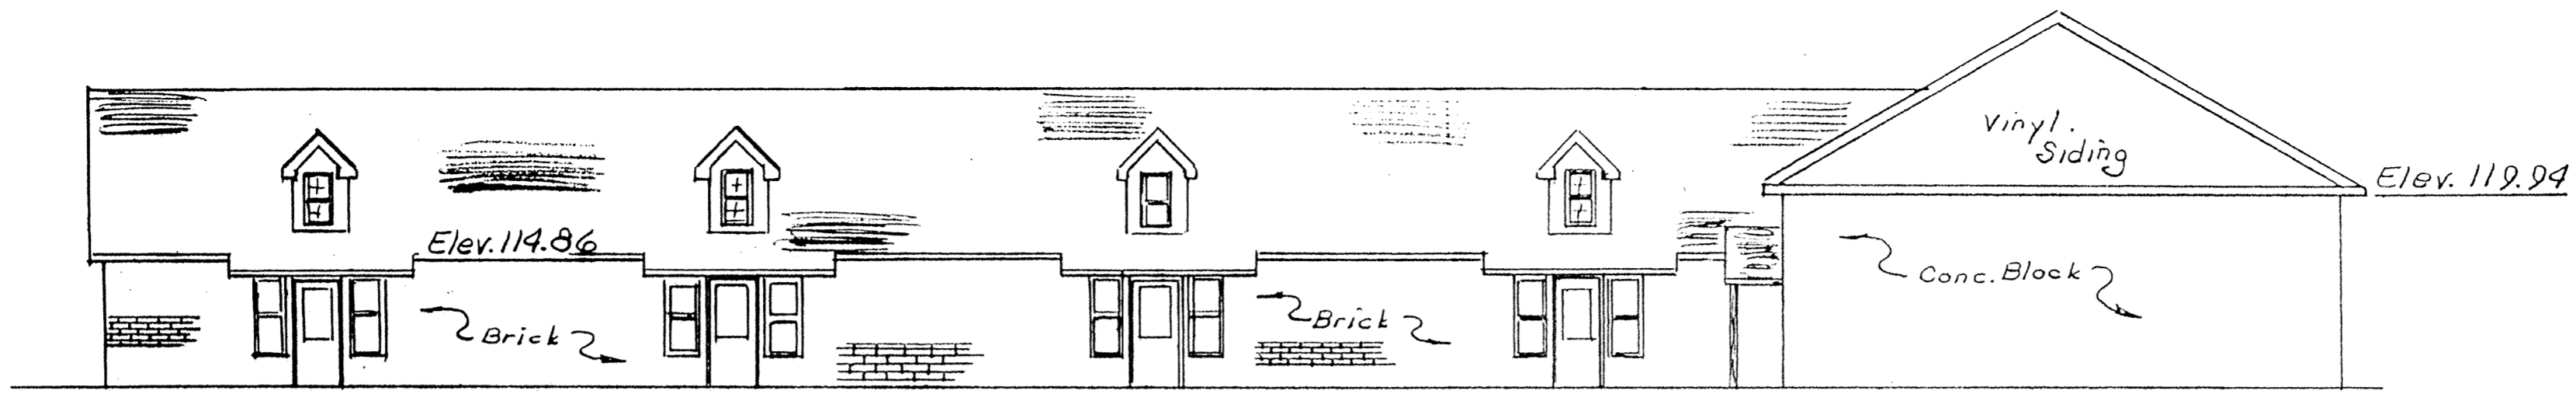 Vinyl.
Siding
Elev. 119.94
Elev. 114.86
Conc. Block
Brick
Brick